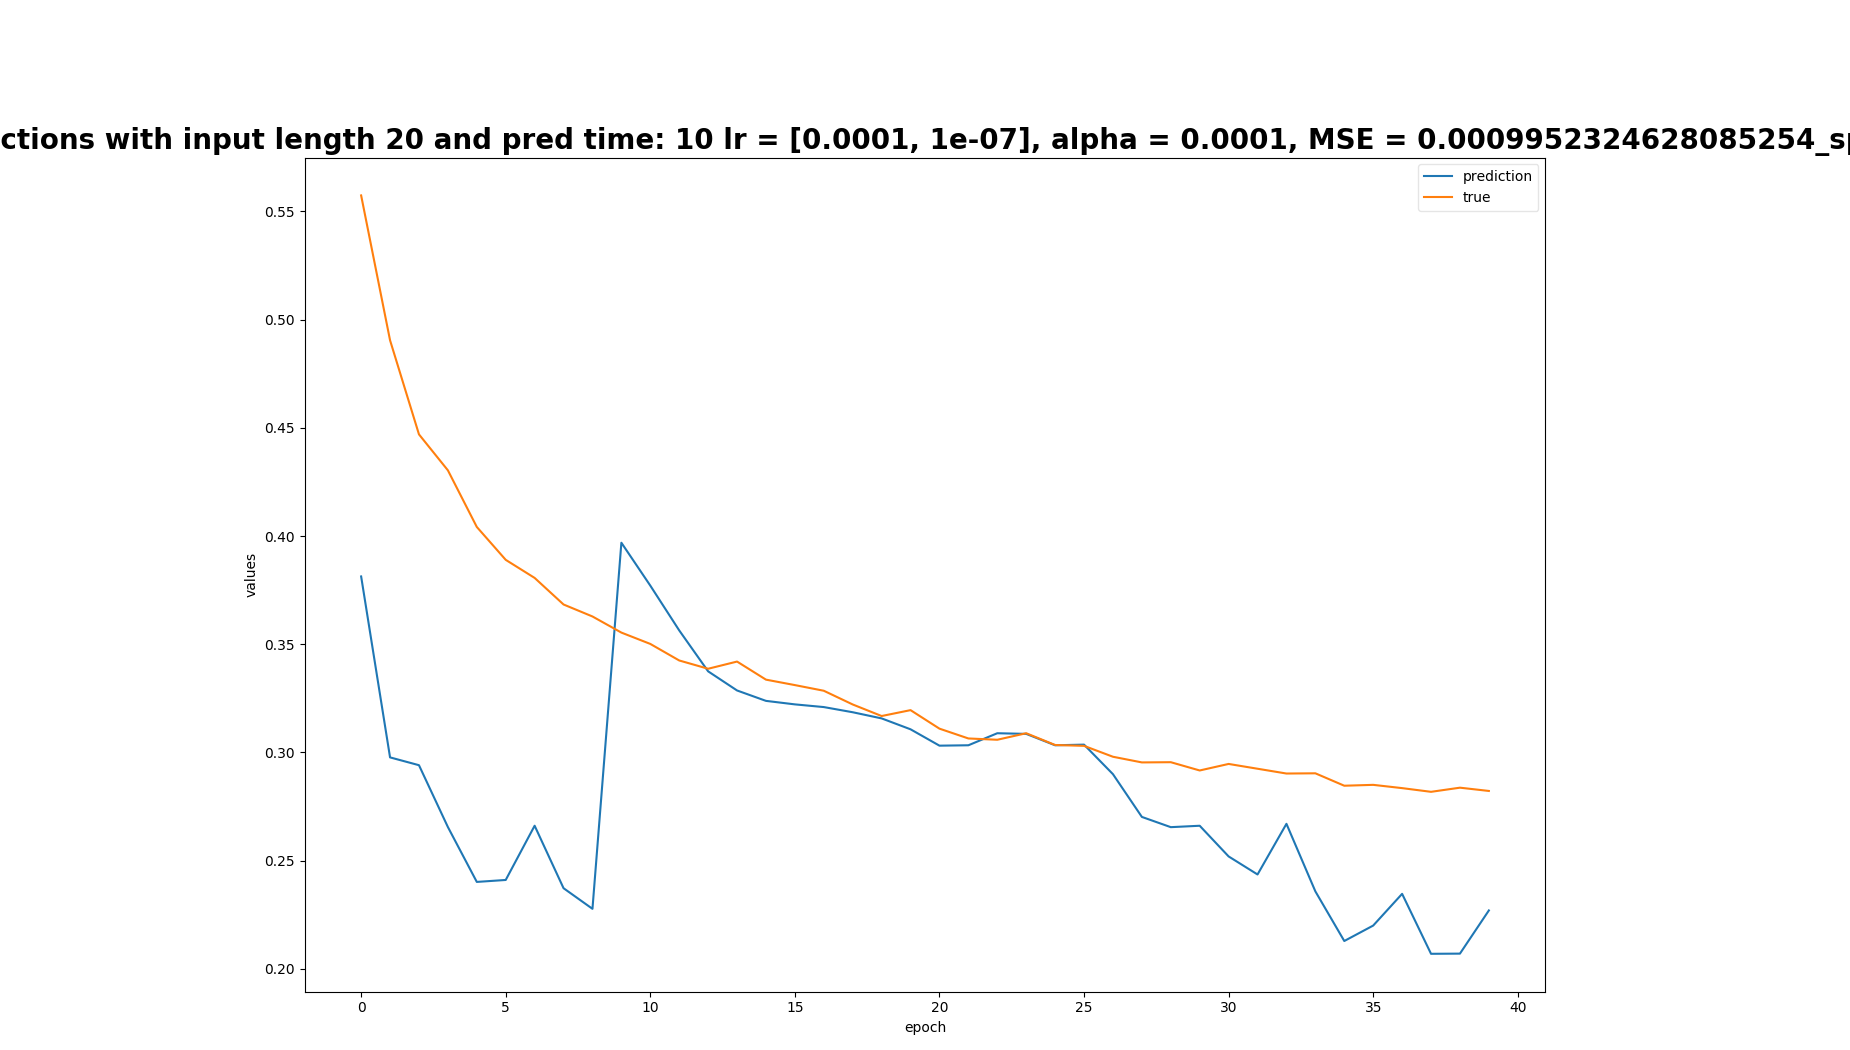 ctions with input length 20 and pred time: 10 lr = [0.0001, 1e-07], alpha = 0.0001, MSE = 0.0009952324628085254_sp
prediction
true
0.55
0.50
0.45
0.40
0.35
0.30
0.25
0.20
values
0 5 10 15 20 25 30 35 40
epoch